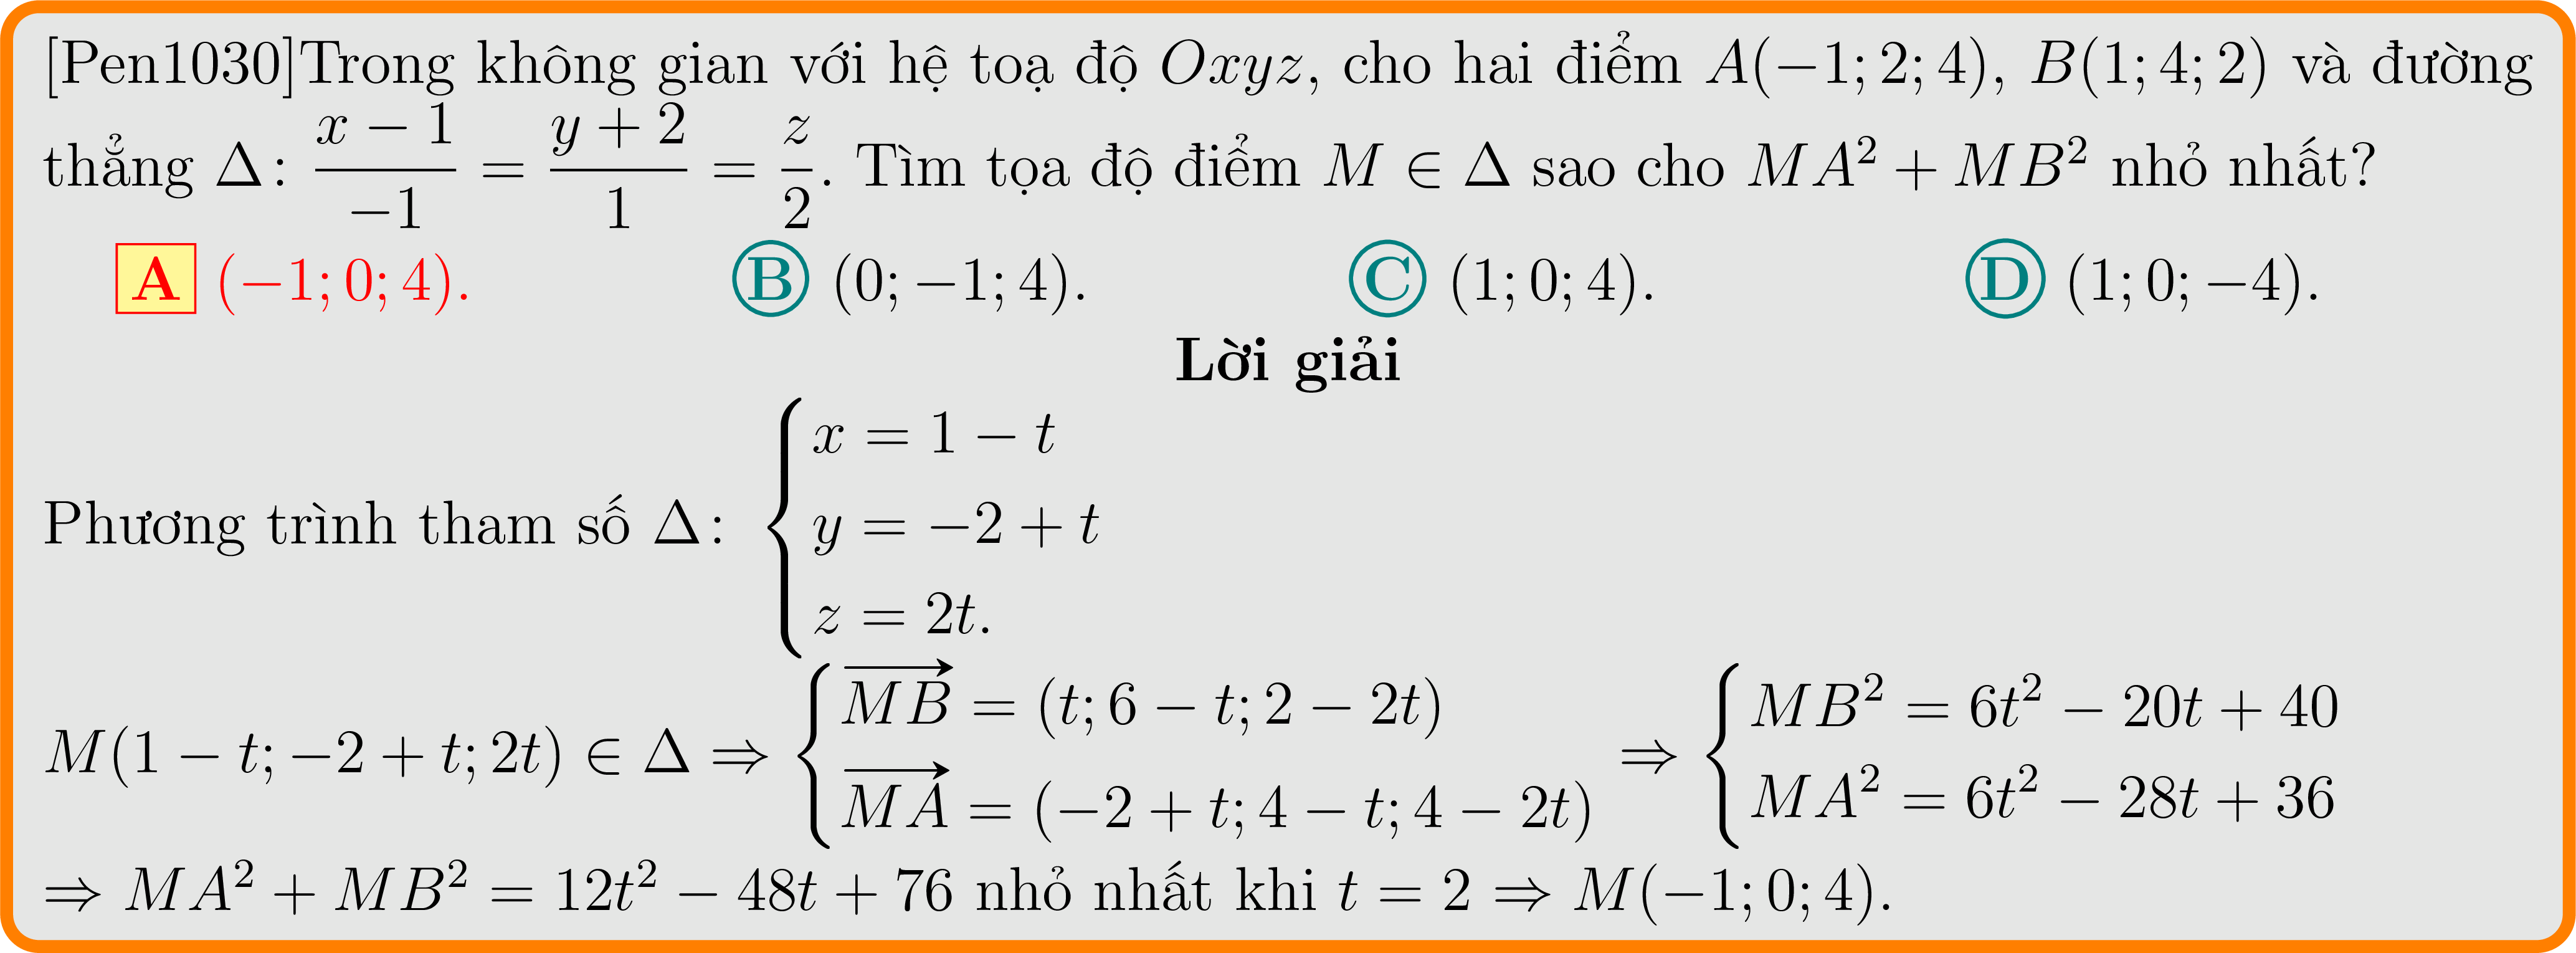 [Pen1030]Trong không gian với hệ toạ độ $Oxyz$, cho hai điểm $A(-1; 2; 4)$, $B(1; 4; 2)$ và đường
thẳng $\Delta: \dfrac{x-1}{-1} = \dfrac{y+2}{1} = \dfrac{z}{2}$. Tìm tọa độ điểm $M \in \Delta$ sao cho $MA^2 + MB^2$ nhỏ nhất?
A $(-1; 0; 4)$. B $(0; -1; 4)$. C $(1; 0; 4)$. D $(1; 0; -4)$.
Lời giải
Phương trình tham số $\Delta: \begin{cases} x = 1 - t \\ y = -2 + t \\ z = 2t. \end{cases}$
$M(1 - t; -2 + t; 2t) \in \Delta \Rightarrow \begin{cases} \overrightarrow{MB} = (t; 6 - t; 2 - 2t) \\ \overrightarrow{MA} = (-2 + t; 4 - t; 4 - 2t) \end{cases} \Rightarrow \begin{cases} MB^2 = 6t^2 - 20t + 40 \\ MA^2 = 6t^2 - 28t + 36 \end{cases}$
$\Rightarrow MA^2 + MB^2 = 12t^2 - 48t + 76$ nhỏ nhất khi $t = 2 \Rightarrow M(-1; 0; 4)$.